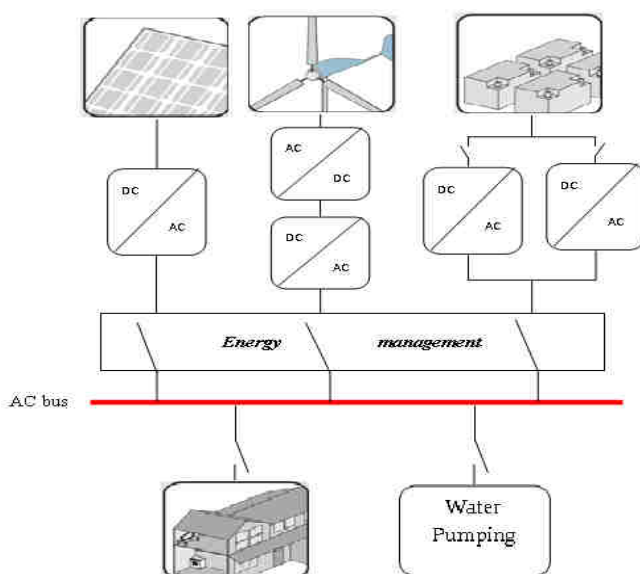 AC
DC
DC
AC
DC
AC
DC
AC
DC
AC
Energy management
AC bus
Water
Pumping